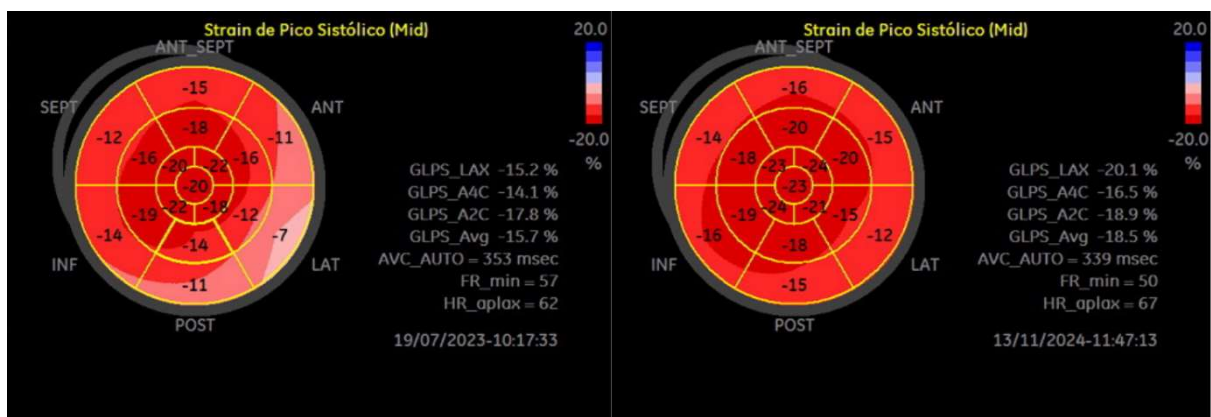 Strain de Pico Sistólico (Mid)
20.0
-20.0
%
ANT_SEPT
SEPT
ANT
-15
-12
-11
-18
-16
-16
-20
-22
-20
-19
-22
-18
-12
-14
-14
-7
-11
INF
LAT
POST
GLPS_LAX -15.2 %
GLPS_A4C -14.1 %
GLPS_A2C -17.8 %
GLPS_Avg -15.7 %
AVC_AUTO = 353 msec
FR_min = 57
HR_aplax = 62
19/07/2023-10:17:33
Strain de Pico Sistólico (Mid)
20.0
-20.0
%
ANT_SEPT
SEPT
ANT
-16
-14
-15
-20
-18
-20
-23
-24
-23
-19
-24
-21
-15
-16
-18
-12
-15
INF
LAT
POST
GLPS_LAX -20.1 %
GLPS_A4C -16.5 %
GLPS_A2C -18.9 %
GLPS_Avg -18.5 %
AVC_AUTO = 339 msec
FR_min = 50
HR_aplax = 67
13/11/2024-11:47:13